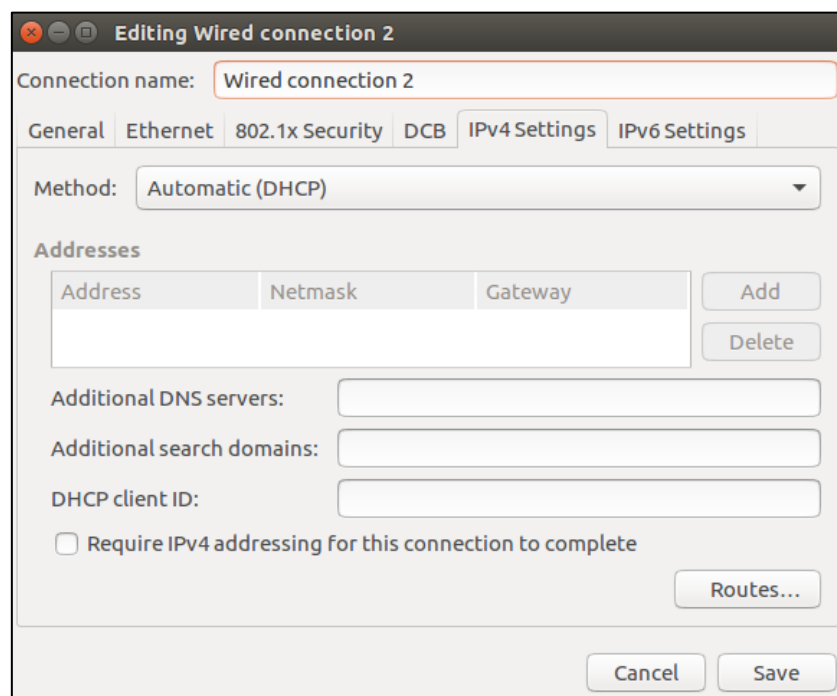 Editing Wired connection 2
Connection name: Wired connection 2
General Ethernet 802.1x Security DCB IPv4 Settings IPv6 Settings
Method: Automatic (DHCP)
Addresses
Address Netmask Gateway Add
Delete
Additional DNS servers:
Additional search domains:
DHCP client ID:
Require IPv4 addressing for this connection to complete
Routes...
Cancel Save